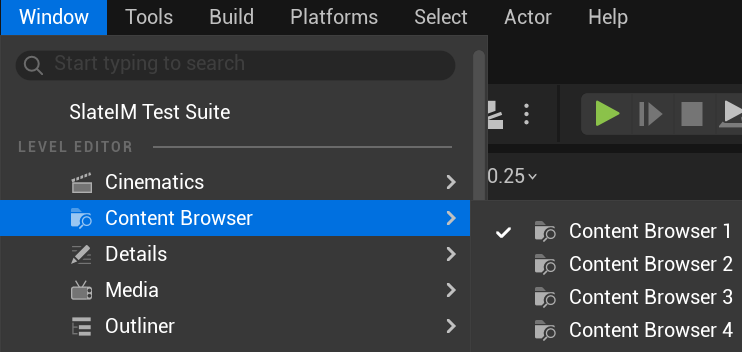 Window Tools Build Platforms Select Actor Help
Start typing to search
SlateIM Test Suite
LEVEL EDITOR
0.25
Cinematics
Content Browser
Details
Media
Outliner
Content Browser 1
Content Browser 2
Content Browser 3
Content Browser 4